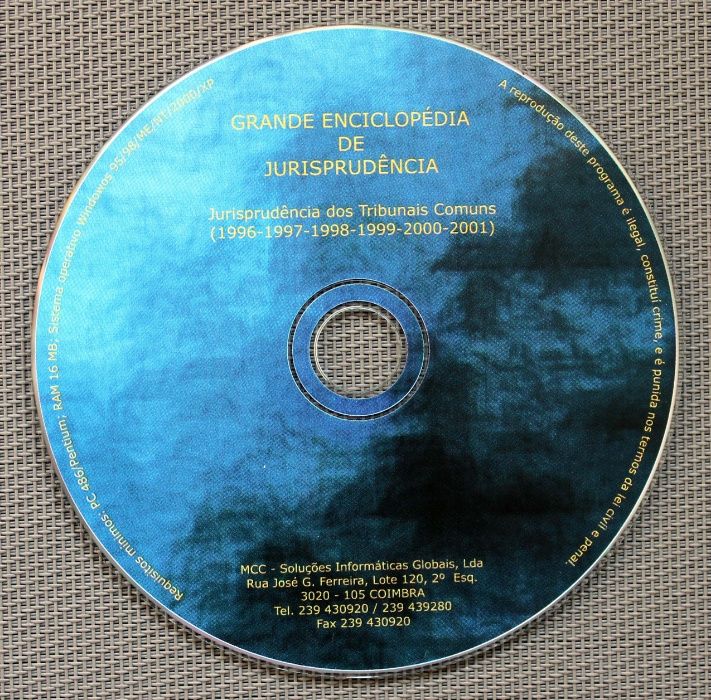 GRANDE ENCICLOPÉDIA
DE
JURISPRUDÊNCIA
Jurisprudência dos Tribunais Comuns
(1996-1997-1998-1999-2000-2001)
Requisitos mínimos: PC 486/Pentium; RAM 16 MB, Sistema operativo Windowos 95/98/ME/NT/2000/XP
A reprodução deste programa é ilegal, constitui crime, e é punida nos termos da lei civil e penal.
MCC - Soluções Informáticas Globais, Lda
Rua José G. Ferreira, Lote 120, 2º Esq.
3020 - 105 COIMBRA
Tel. 239 430920 / 239 439280
Fax 239 430920